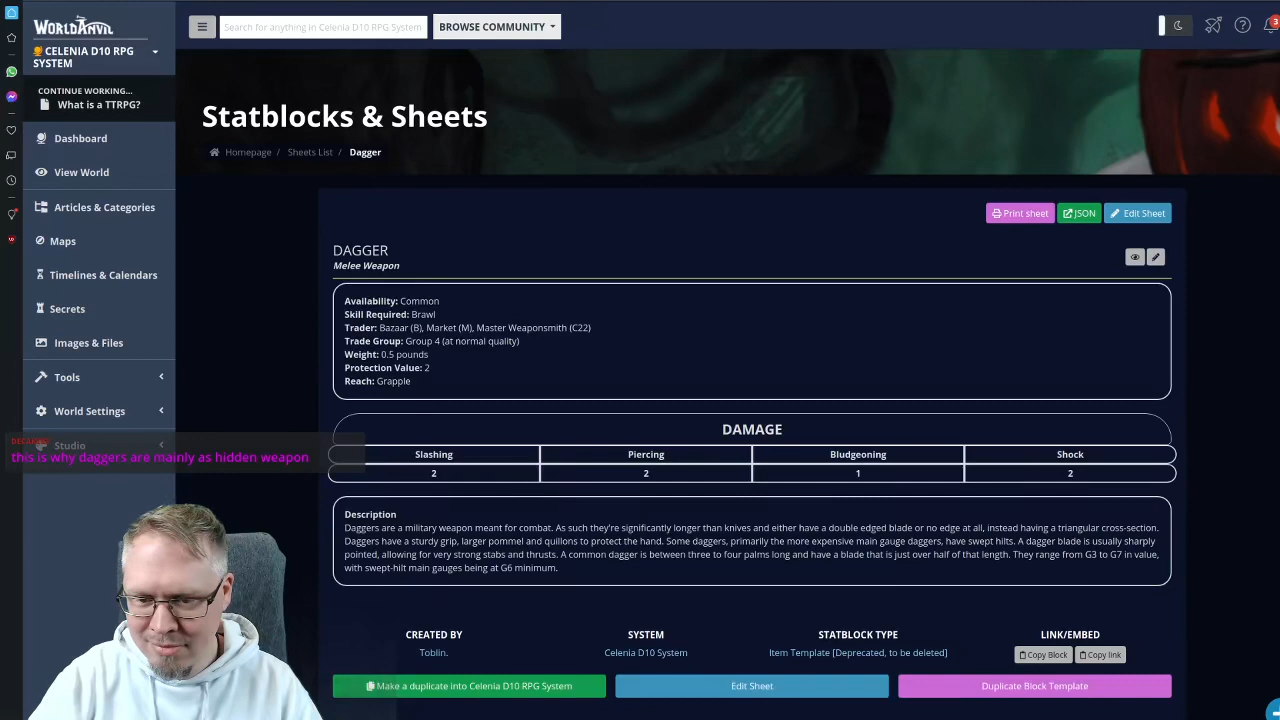 WORLDANVIL
CELENIA D10 RPG
SYSTEM
Search for anything in Celenia D10 RPG System
BROWSE COMMUNITY
3
CONTINUE WORKING...
What is a TTRPG?
Dashboard
View World
Articles & Categories
Maps
Timelines & Calendars
Secrets
Images & Files
Tools
World Settings
Studio
this is why daggers are mainly as hidden weapon
Statblocks & Sheets
Homepage / Sheets List / Dagger
Print sheet
JSON
Edit Sheet
DAGGER
Melee Weapon
Availability: Common
Skill Required: Brawl
Trader: Bazaar (B), Market (M), Master Weaponsmith (C22)
Trade Group: Group 4 (at normal quality)
Weight: 0.5 pounds
Protection Value: 2
Reach: Grapple
DAMAGE
Slashing Piercing Bludgeoning Shock
2 2 1 2
Description
Daggers are a military weapon meant for combat. As such they're significantly longer than knives and either have a double edged blade or no edge at all, instead having a triangular cross-section.
Daggers have a sturdy grip, larger pommel and quillons to protect the hand. Some daggers, primarily the more expensive main gauge daggers, have swept hilts. A dagger blade is usually sharply
pointed, allowing for very strong stabs and thrusts. A common dagger is between three to four palms long and have a blade that is just over half of that length. They range from G3 to G7 in value,
with swept-hilt main gauges being at G6 minimum.
CREATED BY SYSTEM STATBLOCK TYPE LINK/EMBED
Toblin. Celenia D10 System Item Template [Deprecated, to be deleted] Copy Block Copy link
Make a duplicate into Celenia D10 RPG System
Edit Sheet
Duplicate Block Template